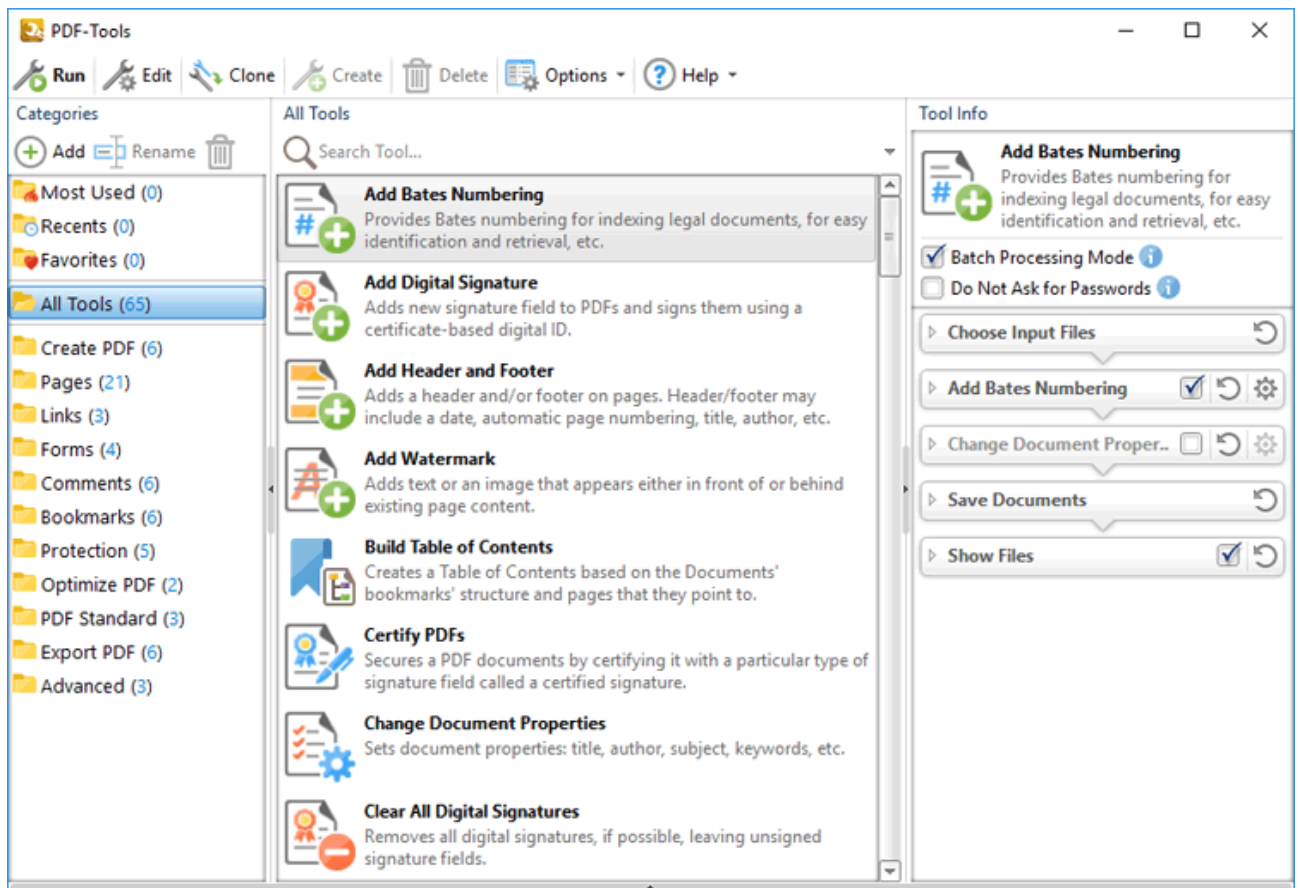 PDF-Tools
Run Edit Clone Create Delete Options Help
Categories
Add Rename
Most Used (0)
Recents (0)
Favorites (0)
All Tools (65)
Create PDF (6)
Pages (21)
Links (3)
Forms (4)
Comments (6)
Bookmarks (6)
Protection (5)
Optimize PDF (2)
PDF Standard (3)
Export PDF (6)
Advanced (3)
All Tools
Search Tool...
Add Bates Numbering
Provides Bates numbering for indexing legal documents, for easy
identification and retrieval, etc.
Add Digital Signature
Adds new signature field to PDFs and signs them using a
certificate-based digital ID.
Add Header and Footer
Adds a header and/or footer on pages. Header/footer may
include a date, automatic page numbering, title, author, etc.
Add Watermark
Adds text or an image that appears either in front of or behind
existing page content.
Build Table of Contents
Creates a Table of Contents based on the Documents'
bookmarks' structure and pages that they point to.
Certify PDFs
Secures a PDF documents by certifying it with a particular type of
signature field called a certified signature.
Change Document Properties
Sets document properties: title, author, subject, keywords, etc.
Clear All Digital Signatures
Removes all digital signatures, if possible, leaving unsigned
signature fields.
Tool Info
Add Bates Numbering
Provides Bates numbering for
indexing legal documents, for easy
identification and retrieval, etc.
Batch Processing Mode
Do Not Ask for Passwords
Choose Input Files
Add Bates Numbering
Change Document Proper..
Save Documents
Show Files